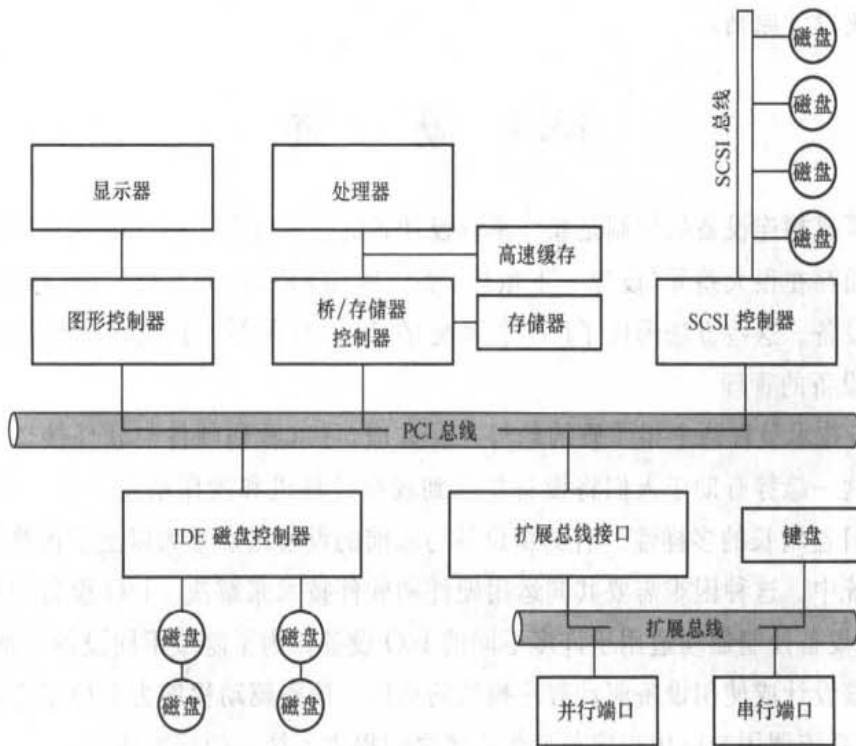 磁盘
磁盘
磁盘
磁盘
SCSI 总线
显示器
处理器
高速缓存
图形控制器
桥/存储器
控制器
存储器
SCSI 控制器
PCI 总线
IDE 磁盘控制器
扩展总线接口
键盘
磁盘
磁盘
磁盘
磁盘
扩展总线
并行端口
串行端口